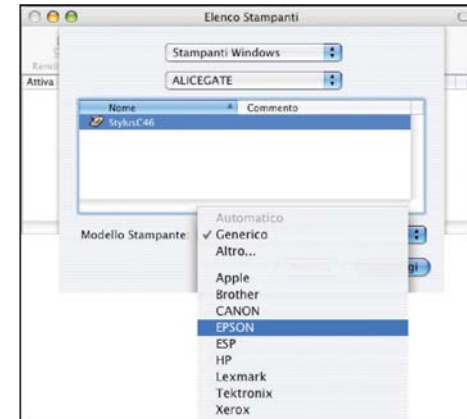 Elenco Stampanti
Stampanti Windows
Attiva
ALICEGATE
Nome Commento
StylusC46
Modello Stampante:
Automatico
Generico
Altro...
Apple
Brother
CANON
EPSON
ESP
HP
Lexmark
Tektronix
Xerox